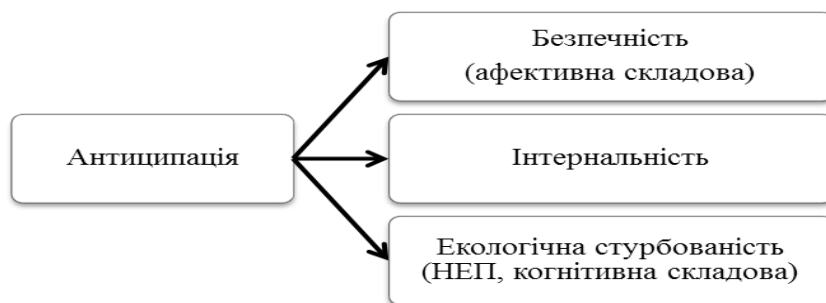 Безпечність
(афективна складова)
Антиципація
Інтернальність
Екологічна стурбованість
(НЕП, когнітивна складова)